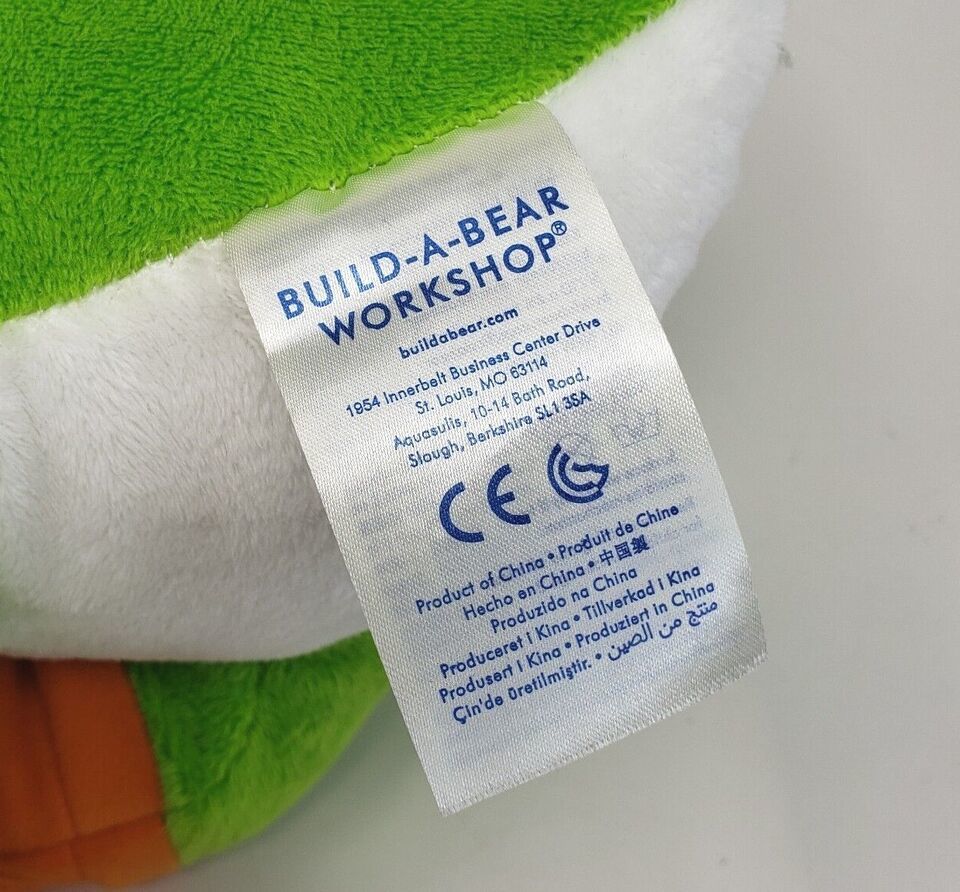 BUILD-A-BEAR
WORKSHOP®
buildabear.com
1954 Innerbelt Business Center Drive
St. Louis, MO 63114
Aquasulis, 10-14 Bath Road,
Slough, Berkshire SL1 3SA
CE
Product of China • Produit de Chine
Hecho en China • 中国製
Produzido na China
Produceret i Kina • Tillverkad i Kina
Produsert i Kina • Produziert in China
Çin'de üretilmiştir. • منتج من الصين